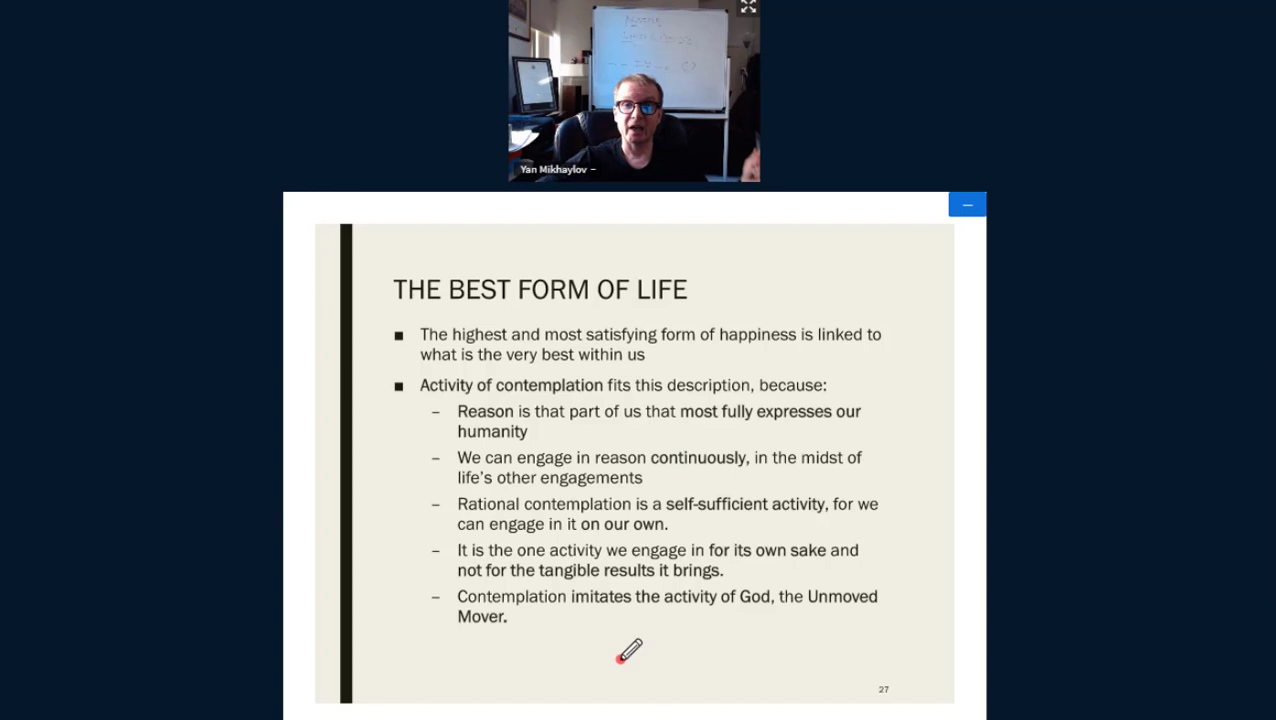 Yan Mikhaylov –
THE BEST FORM OF LIFE
■ The highest and most satisfying form of happiness is linked to
what is the very best within us
■ Activity of contemplation fits this description, because:
– Reason is that part of us that most fully expresses our
humanity
– We can engage in reason continuously, in the midst of
life's other engagements
– Rational contemplation is a self-sufficient activity, for we
can engage in it on our own.
– It is the one activity we engage in for its own sake and
not for the tangible results it brings.
– Contemplation imitates the activity of God, the Unmoved
Mover.
27